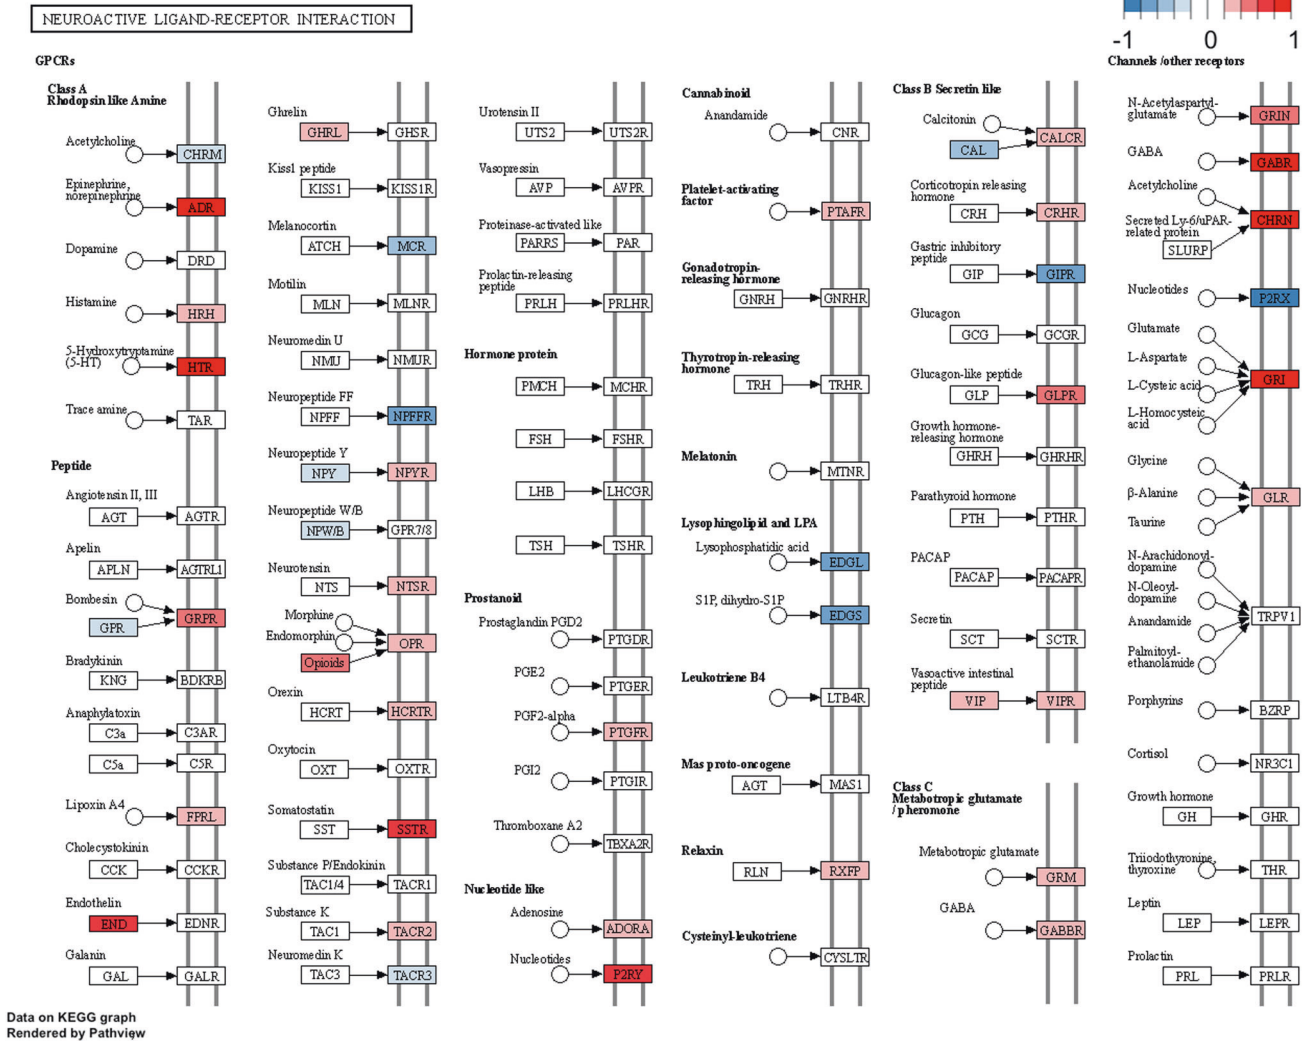 NEUROACTIVE LIGAND-RECEPTOR INTERACTION
-1 0 1
GPCRs
Class A
Rhodopsin like Amine
Acetylcholine
CHRM
Epinephrine,
norepinephrine
ADR
Dopamine
DRD
Histamine
HRH
5-Hydroxytryptamine
(5-HT)
HTR
Trace amine
TAR
Peptide
Angiotensin II, III
AGT AGTR
Apelin
APLN AGTRL1
Bombesin
GPR GRPR
Bradykinin
KNG BDKRB
Anaphylatoxin
C3a C3AR
C5a C5R
Lipoxin A4
FPRL
Cholecystokinin
CCK CCKR
Endothelin
END EDNR
Galanin
GAL GALR
Ghrelin
GHRL GHSR
Kiss1 peptide
KISS1 KISS1R
Melanocortin
ATCH MCR
Motilin
MLN MLNR
Neuromedin U
NMU NMUR
Neuropeptide FF
NPFF NPFFR
Neuropeptide Y
NPY NPYR
Neuropeptide W/B
NPW/B GPR7/8
Neurotensin
NTS NTSR
Morphine
Endomorphin
Opioids OPR
Orexin
HCRT HCRTR
Oxytocin
OXT OXTR
Somatostatin
SST SSTR
Substance P/Endokinin
TAC1/4 TACR1
Substance K
TAC1 TACR2
Neuromedin K
TAC3 TACR3
Urotensin II
UTS2 UTS2R
Vasopressin
AVP AVPR
Proteinase-activated like
PARRS PAR
Prolactin-releasing
peptide
PRLH PRLHR
Hormone protein
PMCH MCHR
FSH FSHR
LHB LHCGR
TSH TSHR
Prostanoid
Prostaglandin PGD2
PTGDR
PGE2
PTGER
PGF2-alpha
PTGFR
PGI2
PTGIR
Thromboxane A2
TBXA2R
Nucleotide like
Adenosine
ADORA
Nucleotides
P2RY
Cannabinoid
Anandamide
CNR
Platelet-activating
factor
PTAFR
Gonadotropin-
releasing hormone
GNRH GNRHR
Thyrotropin-releasing
hormone
TRH TRHR
Melatonin
MTNR
Lysophingolipid and LPA
Lysophosphatidic acid
EDGL
S1P, dihydro-S1P
EDGS
Leukotriene B4
LTB4R
Mas proto-oncogene
AGT MAS1
Relaxin
RLN RXFP
Cysteinyl-leukotriene
CYSLTR
Class B Secretin like
Calcitonin
CAL CALCR
Corticotropin releasing
hormone
CRH CRHR
Gastric inhibitory
peptide
GIP GIPR
Glucagon
GCG GCGR
Glucagon-like peptide
GLP GLPR
Growth hormone-
releasing hormone
GHRH GHRHR
Parathyroid hormone
PTH PTHR
PACAP
PACAP PACAPR
Secretin
SCT SCTR
Vasoactive intestinal
peptide
VIP VIPR
Class C
Metabotropic glutamate
/ pheromone
Metabotropic glutamate
GRM
GABA
GABBR
Channels /other receptors
N-Acetylaspartyl-
glutamate
GRIN
GABA
GABR
Acetylcholine
CHRN
Secreted Ly-6/uPAR-
related protein
SLURP
Nucleotides
P2RX
Glutamate
L-Aspartate
GRI
L-Cysteic acid
L-Homocysteic
acid
Glycine
β-Alanine
GLR
Taurine
N-Arachidonoyl-
dopamine
N-Oleoyl-
dopamine
TRPV1
Anandamide
Palmitoyl-
ethanolamide
Porphyrins
BZRP
Cortisol
NR3C1
Growth hormone
GH GHR
Triiodothyronine,
thyroxine
THR
Leptin
LEP LEPR
Prolactin
PRL PRLR
Data on KEGG graph
Rendered by Pathview